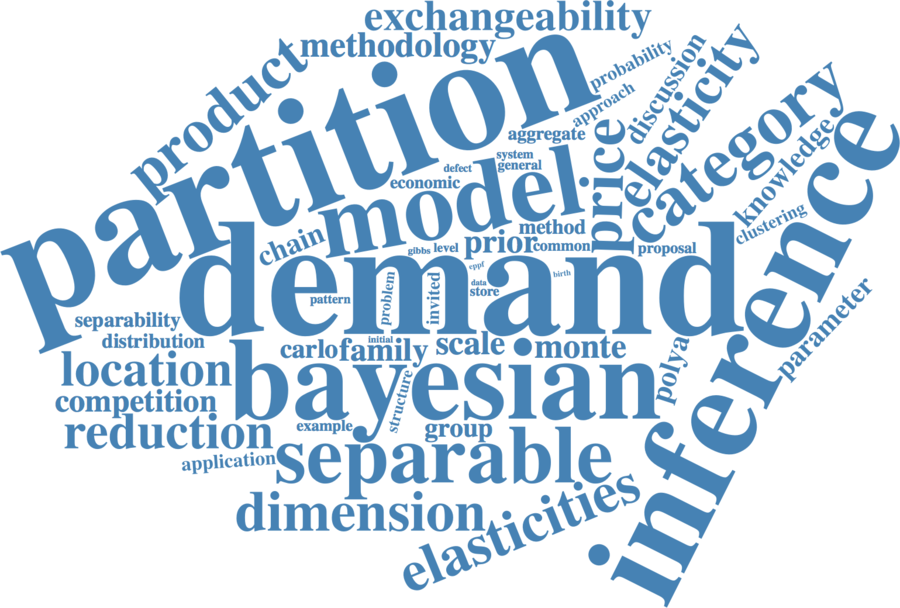 exchangeability
methodology
product
partition
probability
approach
discussion
elasticity
aggregate
price
category
inference
knowledge
system
general
defect
economic
model
clustering
chain
method
prior
common
proposal
gibbs
level
demand
eppf
birth
data
store
pattern
problem
invited
parameter
separability
distribution
initial
carlo
family
scale
monte
polya
location
bayesian
competition
structure
reduction
example
group
application
separable
dimension
elasticities